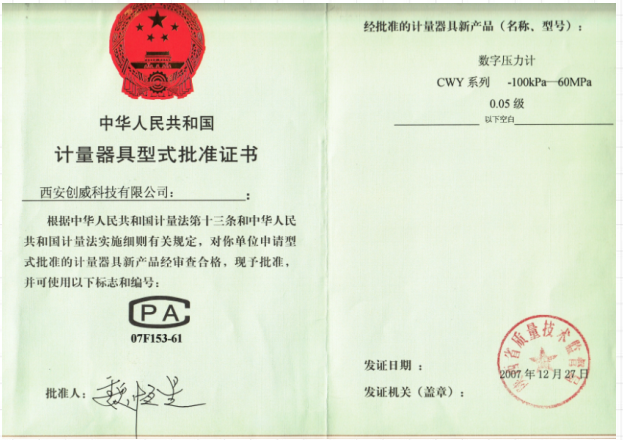 中华人民共和国
计量器具型式批准证书
西安创威科技有限公司：
：
根据中华人民共和国计量法第十三条和中华人民
共和国计量法实施细则有关规定，对你单位申请型
式批准的计量器具新产品经审查合格，现予批准，
并可使用以下标志和编号：
CPA
07F153-61
批准人：
经批准的计量器具新产品（名称、型号）：
数字压力计
CWY 系列 -100kPa—60MPa
0.05 级
以下空白
发证日期：
2007 年 12 月 27 日
发证机关（盖章）：
省质量技术监督局